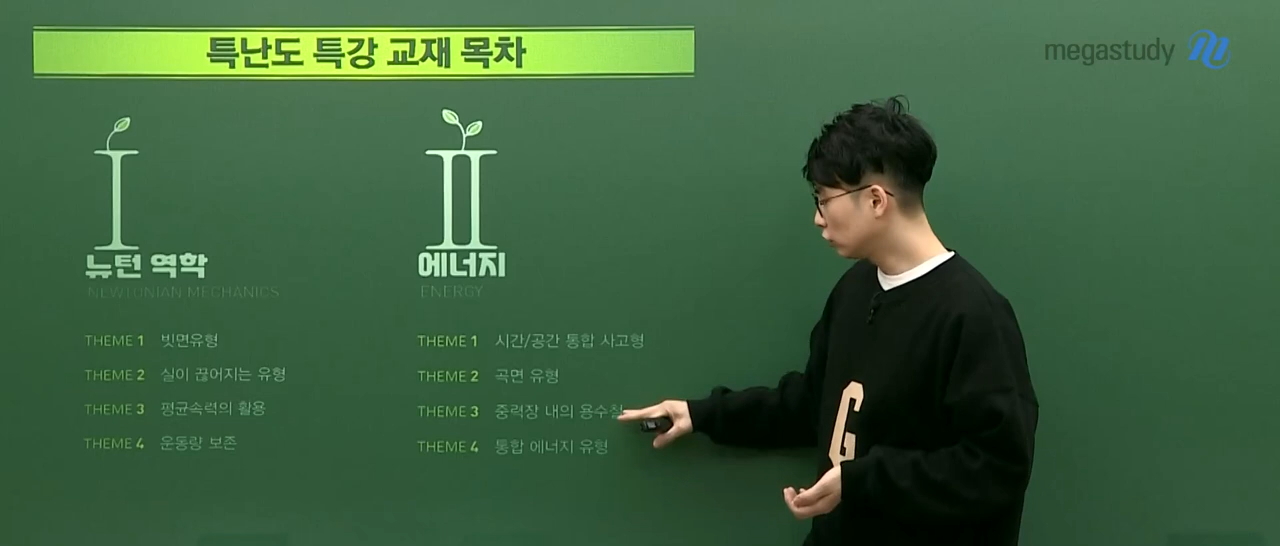 특난도 특강 교재 목차
megastudy
I
뉴턴 역학
NEWTONIAN MECHANICS
THEME 1 빗면유형
THEME 2 실이 끊어지는 유형
THEME 3 평균속력의 활용
THEME 4 운동량 보존
II
에너지
ENERGY
THEME 1 시간/공간 통합 사고형
THEME 2 곡면 유형
THEME 3 중력장 내의 용수철
THEME 4 통합 에너지 유형
G